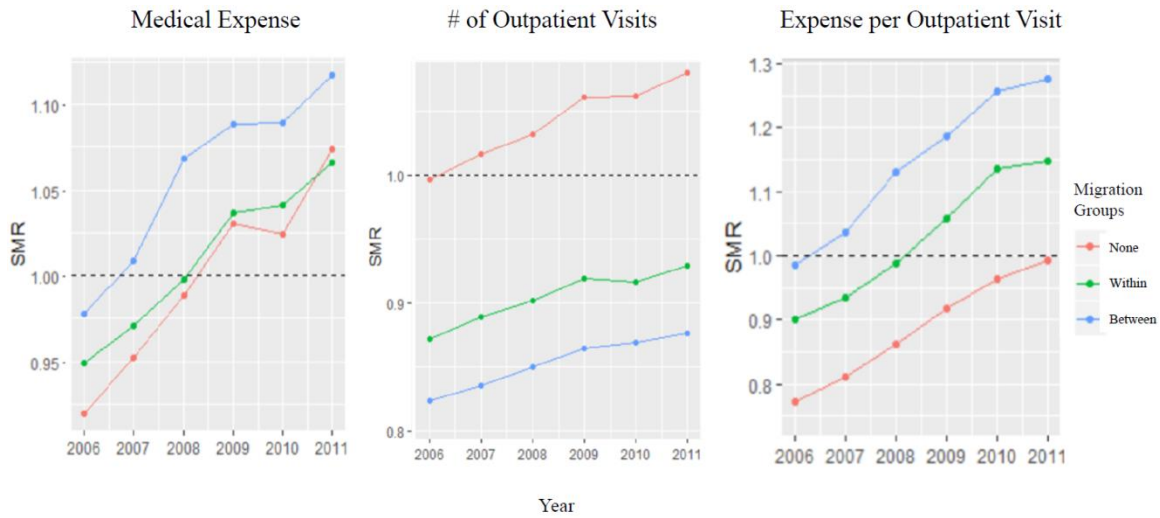 Medical Expense
# of Outpatient Visits
Expense per Outpatient Visit
SMR
1.10
1.05
1.00
0.95
2006 2007 2008 2009 2010 2011
SMR
1.0
0.9
0.8
2006 2007 2008 2009 2010 2011
SMR
1.3
1.2
1.1
1.0
0.9
0.8
2006 2007 2008 2009 2010 2011
Migration
Groups
None
Within
Between
Year